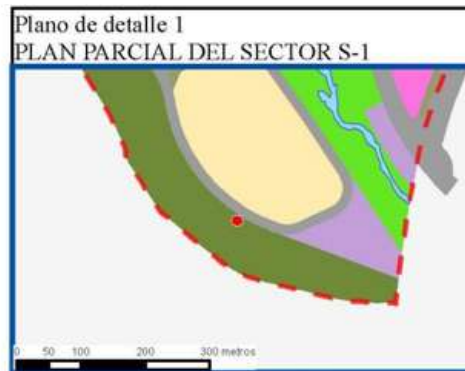 Plano de detalle 1
PLAN PARCIAL DEL SECTOR S-1
0 50 100 200 300 metros